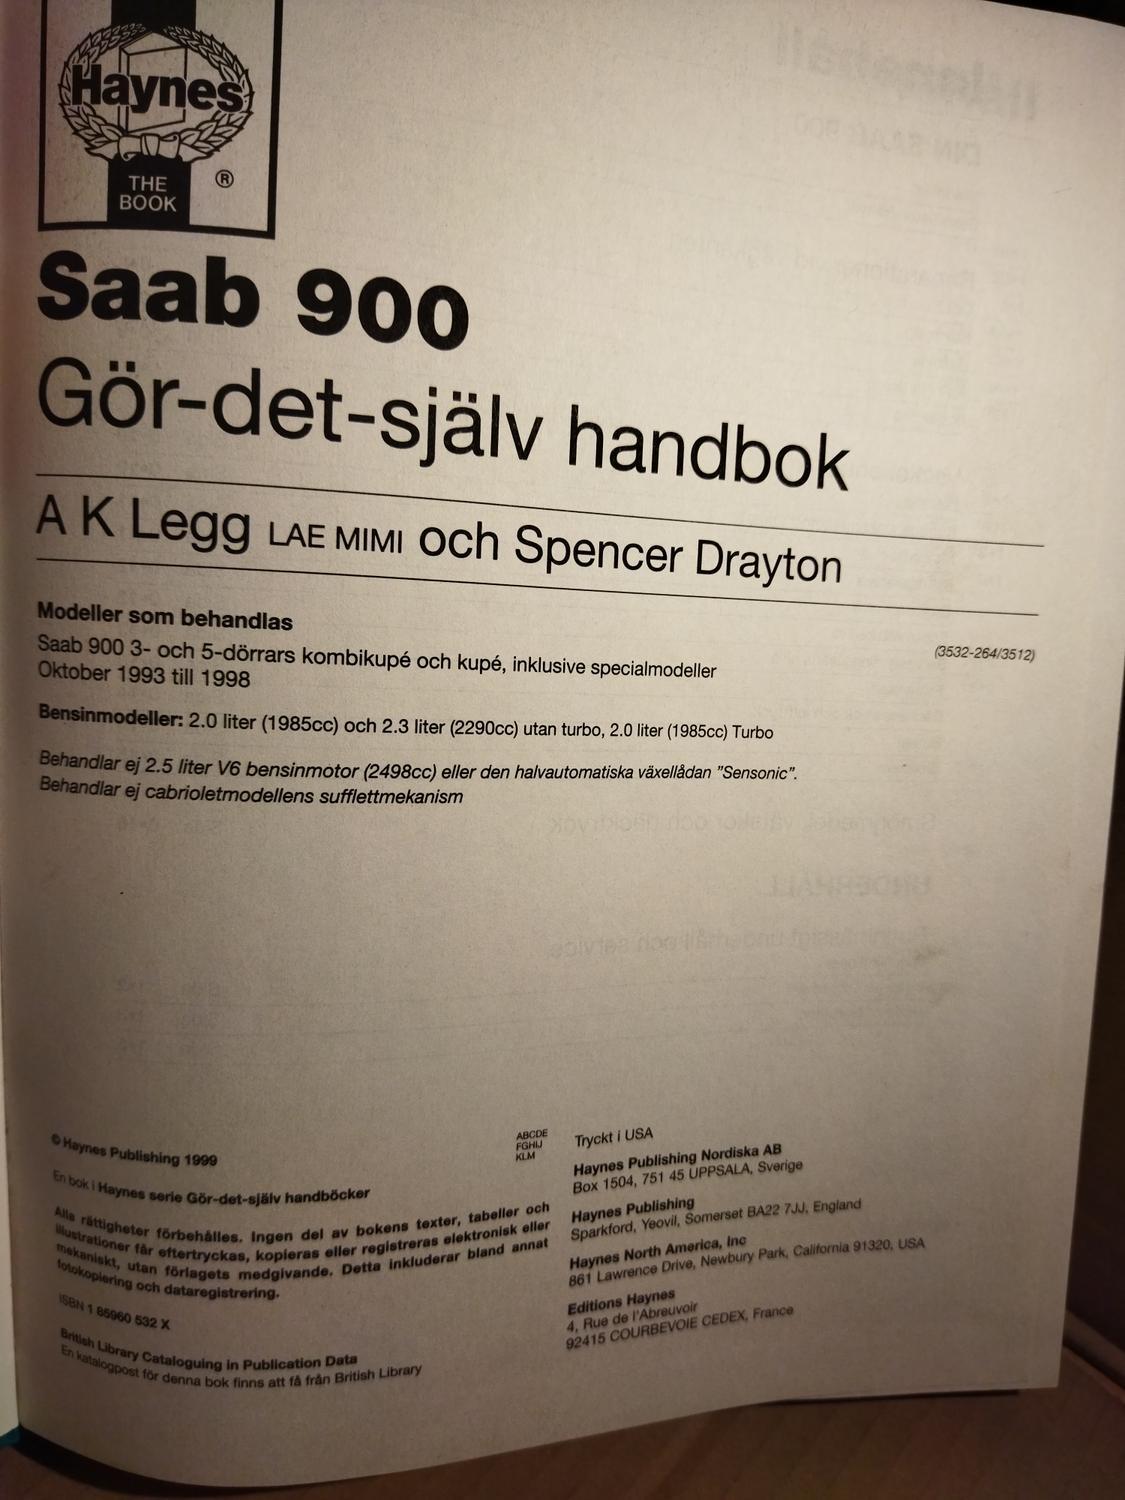 Haynes
THE
BOOK
®
Saab 900
Gör-det-själv handbok
A K Legg LAE MIMI och Spencer Drayton
Modeller som behandlas
Saab 900 3- och 5-dörrars kombikupé och kupé, inklusive specialmodeller
Oktober 1993 till 1998
(3532-264/3512)
Bensinmodeller: 2.0 liter (1985cc) och 2.3 liter (2290cc) utan turbo, 2.0 liter (1985cc) Turbo
Behandlar ej 2.5 liter V6 bensinmotor (2498cc) eller den halvautomatiska växellådan ”Sensonic”.
Behandlar ej cabrioletmodellens sufflettmekanism
© Haynes Publishing 1999
En bok i Haynes serie Gör-det-själv handböcker
Alla rättigheter förbehålles. Ingen del av bokens texter, tabeller och
illustrationer får eftertryckas, kopieras eller registreras elektronisk eller
mekaniskt, utan förlagets medgivande. Detta inkluderar bland annat
fotokopiering och dataregistrering.
ISBN 1 85960 532 X
British Library Cataloguing in Publication Data
En katalogpost för denna bok finns att få från British Library
ABCDE
FGHIJ
KLM
Tryckt i USA
Haynes Publishing Nordiska AB
Box 1504, 751 45 UPPSALA, Sverige
Haynes Publishing
Sparkford, Yeovil, Somerset BA22 7JJ, England
Haynes North America, Inc
861 Lawrence Drive, Newbury Park, California 91320, USA
Editions Haynes
4, Rue de l'Abreuvoir
92415 COURBEVOIE CEDEX, France